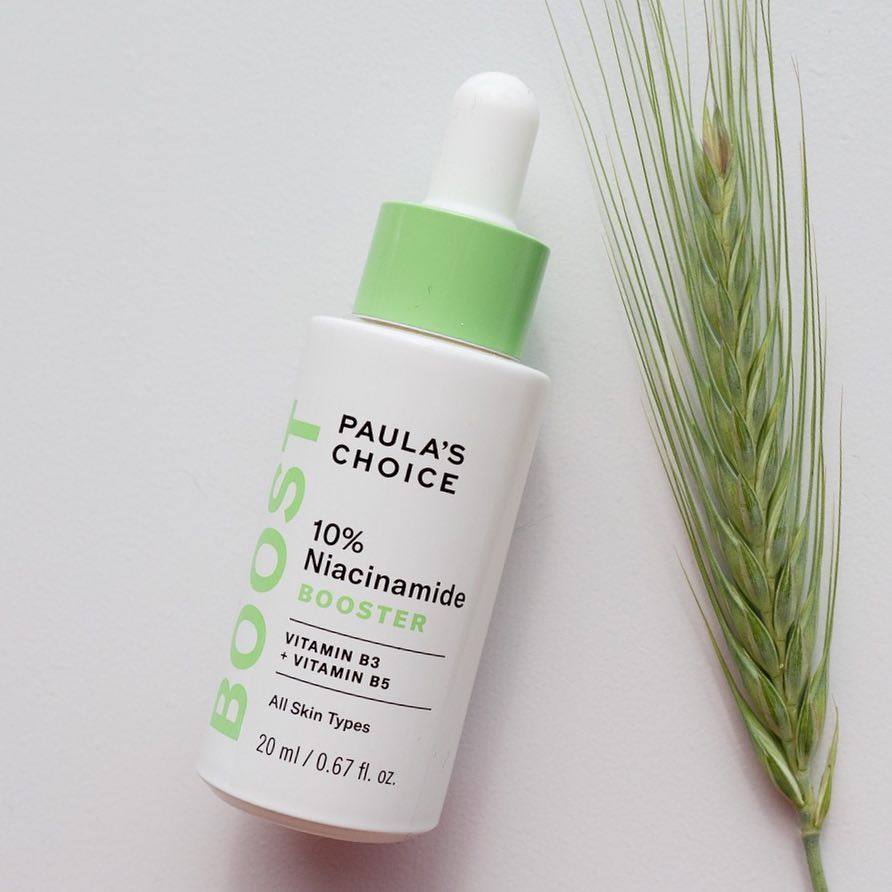 BOOST
PAULA'S
CHOICE
10%
Niacinamide
BOOSTER
VITAMIN B3
+ VITAMIN B5
All Skin Types
20 ml / 0.67 fl. oz.